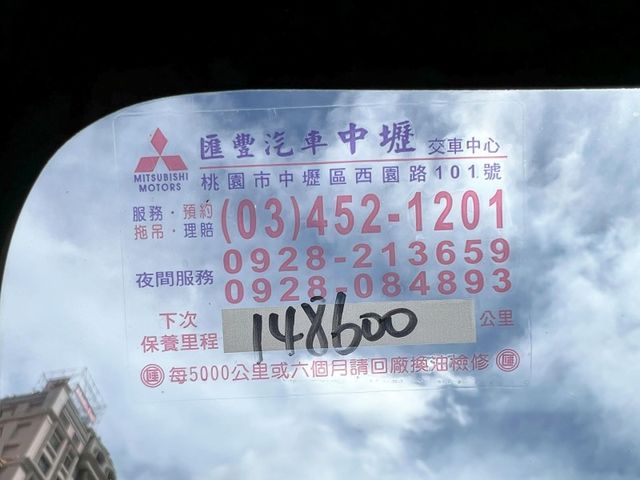 匯豐汽車中壢 交車中心
MITSUBISHI MOTORS
桃園市中壢區西園路101號
服務・預約
拖吊・理賠
(03)452-1201
夜間服務
0928-213659
0928-084893
下次
保養里程
148600
公里
匯 每5000公里或六個月請回廠換油檢修 匯